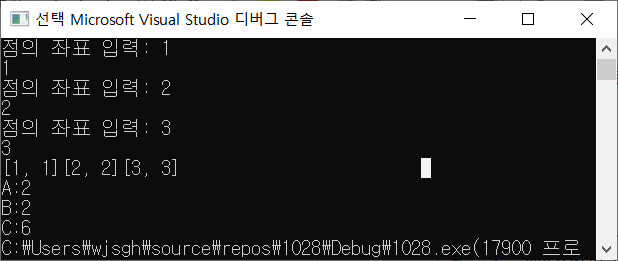 선택 Microsoft Visual Studio 디버그 콘솔
점의 좌표 입력: 1
1
점의 좌표 입력: 2
2
점의 좌표 입력: 3
3
[1, 1][2, 2][3, 3]
A:2
B:2
C:6
C:₩Users₩wjsgh₩source₩repos₩1028₩Debug₩1028.exe(17900 프로